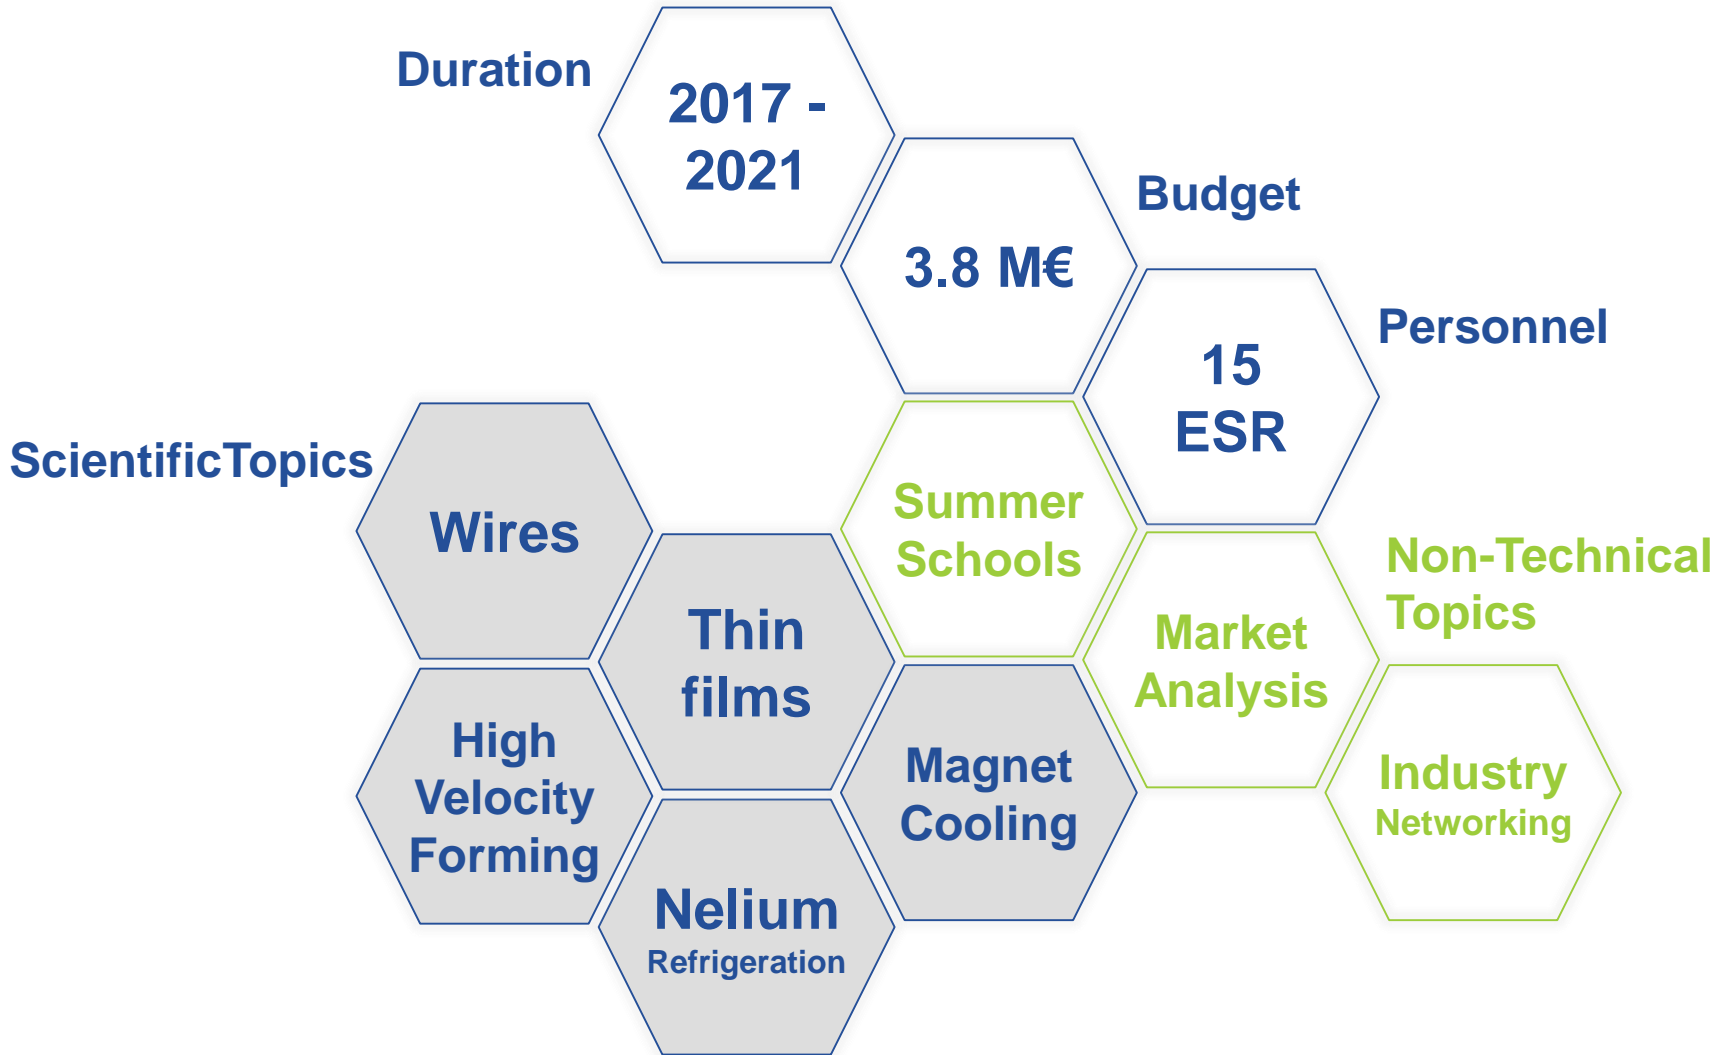 Duration
2017 -
2021
Budget
3.8 M€
Personnel
15
ESR
ScientificTopics
Wires
Summer
Schools
Non-Technical
Topics
Thin
films
Market
Analysis
High
Velocity
Forming
Magnet
Cooling
Industry
Networking
Nelium
Refrigeration